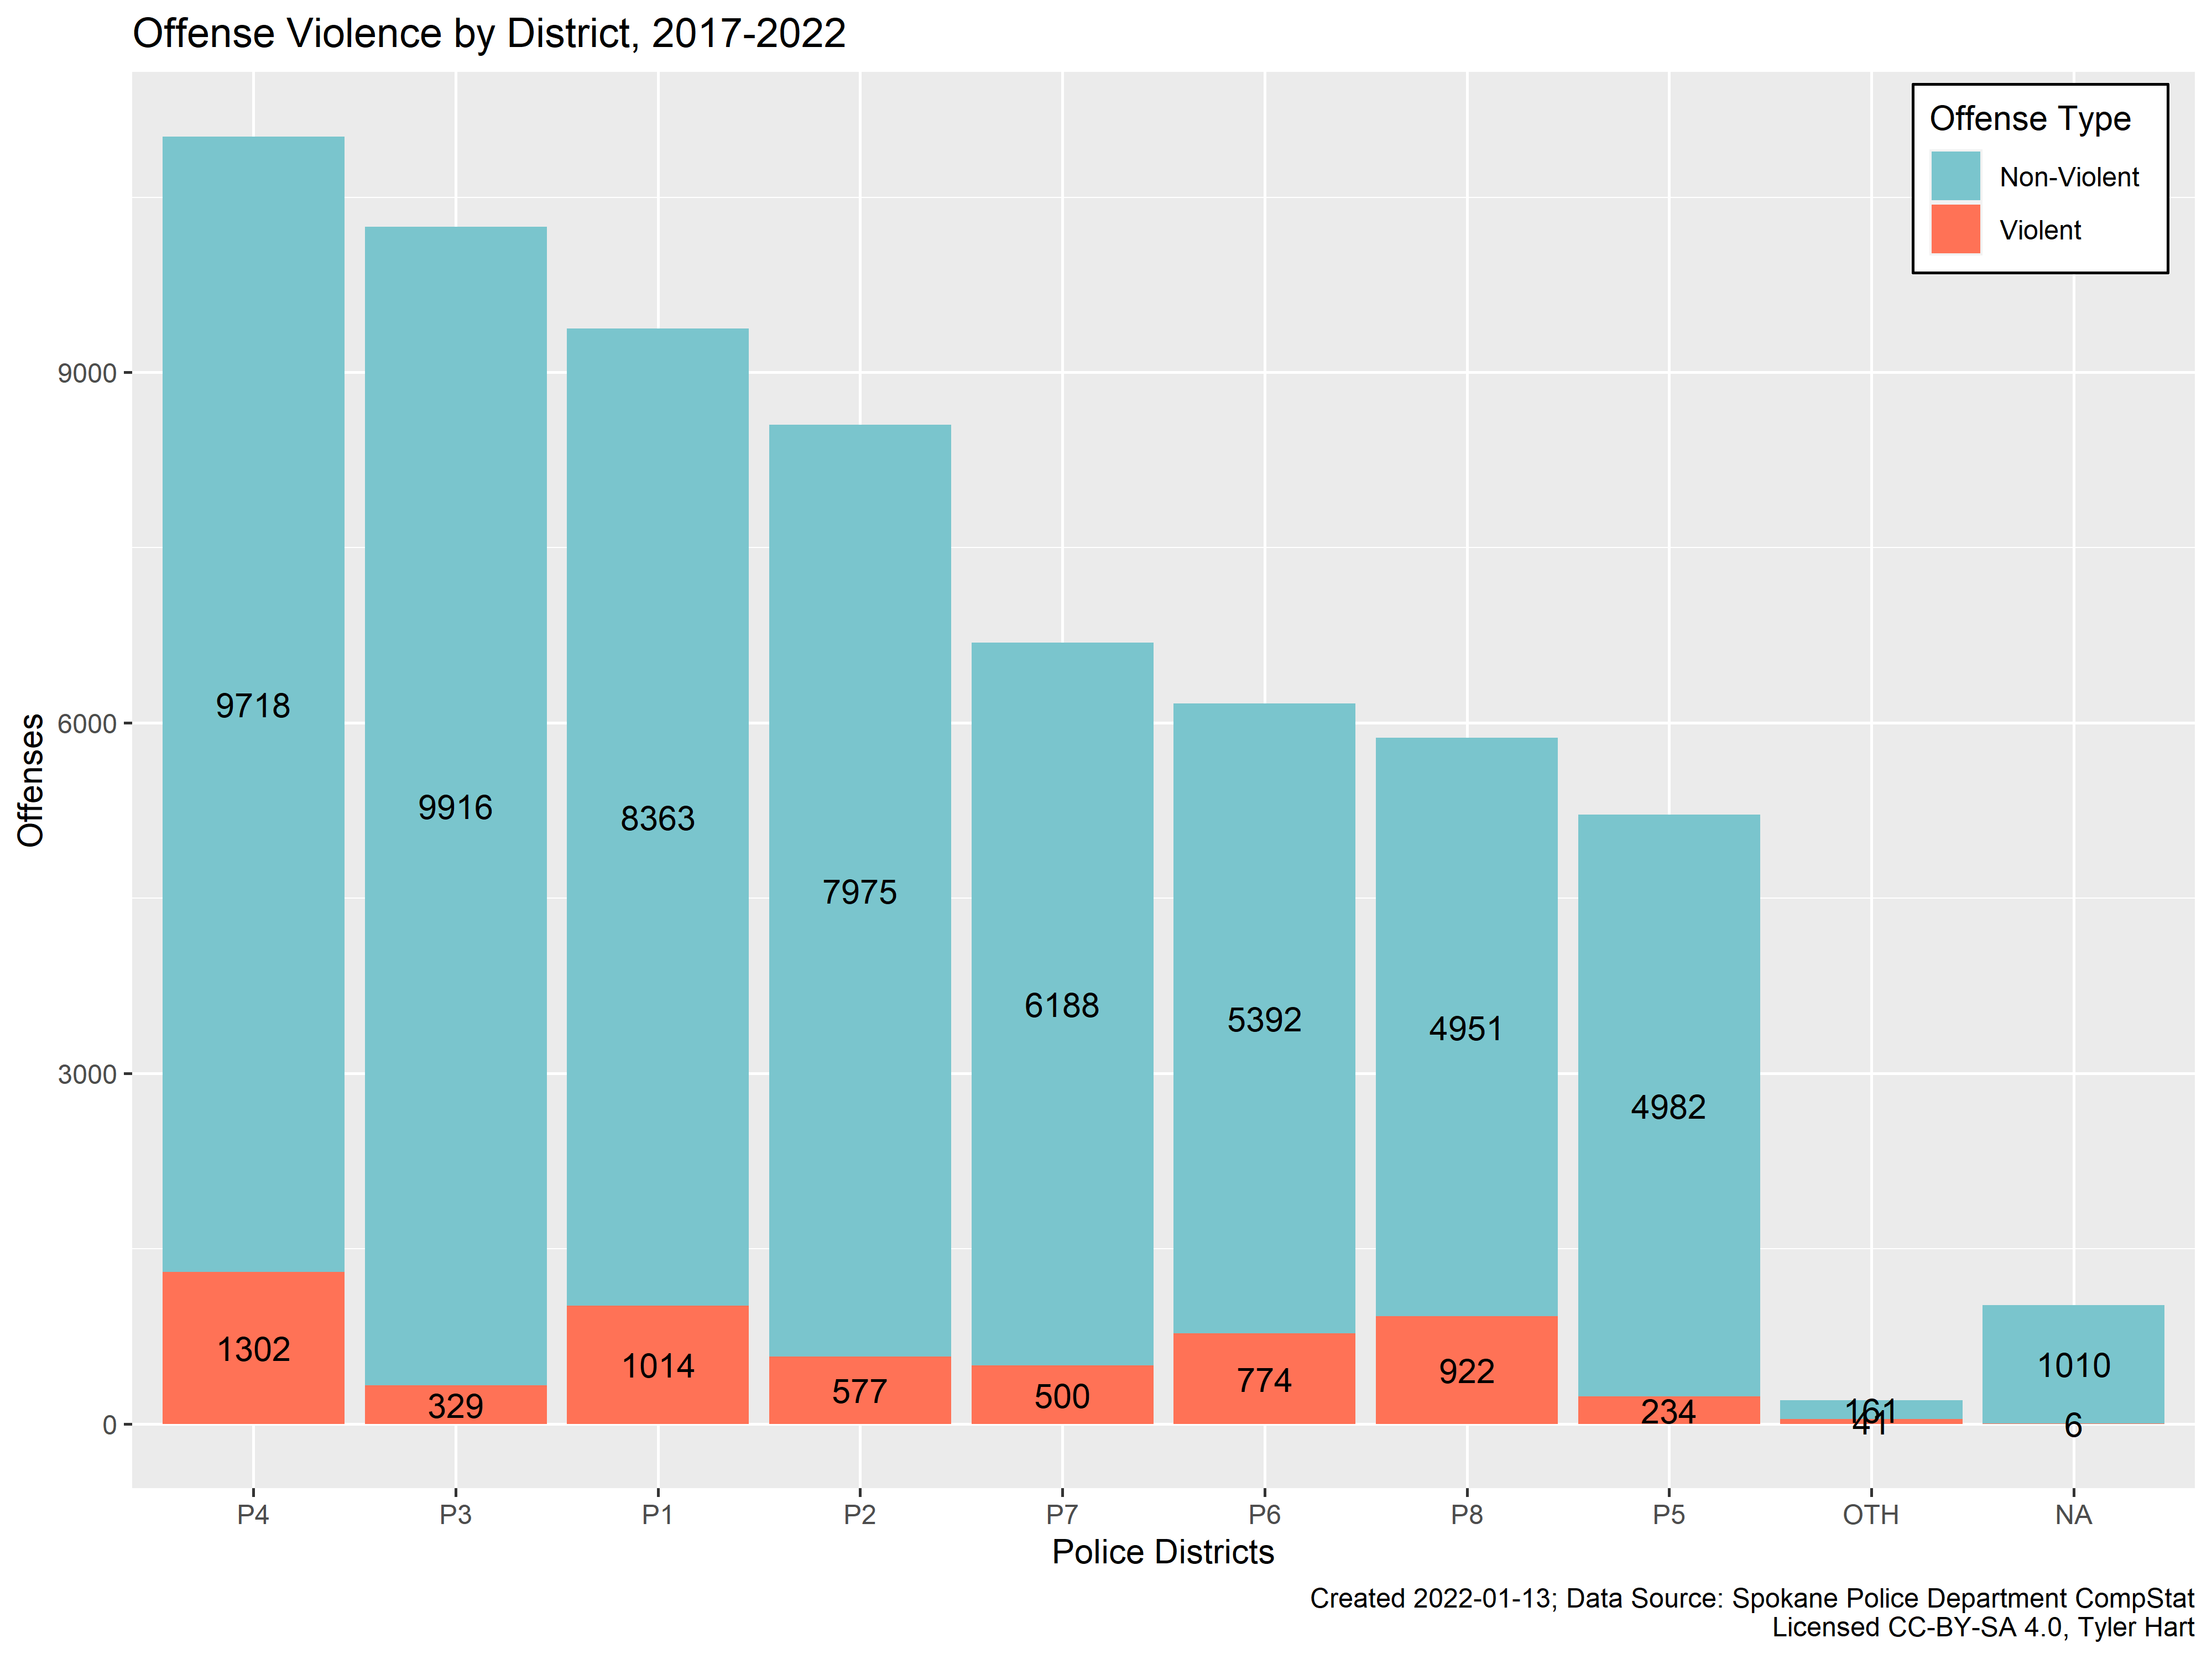 Offense Violence by District, 2017-2022
Offense Type
Non-Violent
Violent
Offenses
9000
6000
3000
0
9718
9916
8363
7975
6188
5392
4951
4982
161
1010
1302
329
1014
577
500
774
922
234
41
6
P4 P3 P1 P2 P7 P6 P8 P5 OTH NA
Police Districts
Created 2022-01-13; Data Source: Spokane Police Department CompStat
Licensed CC-BY-SA 4.0, Tyler Hart